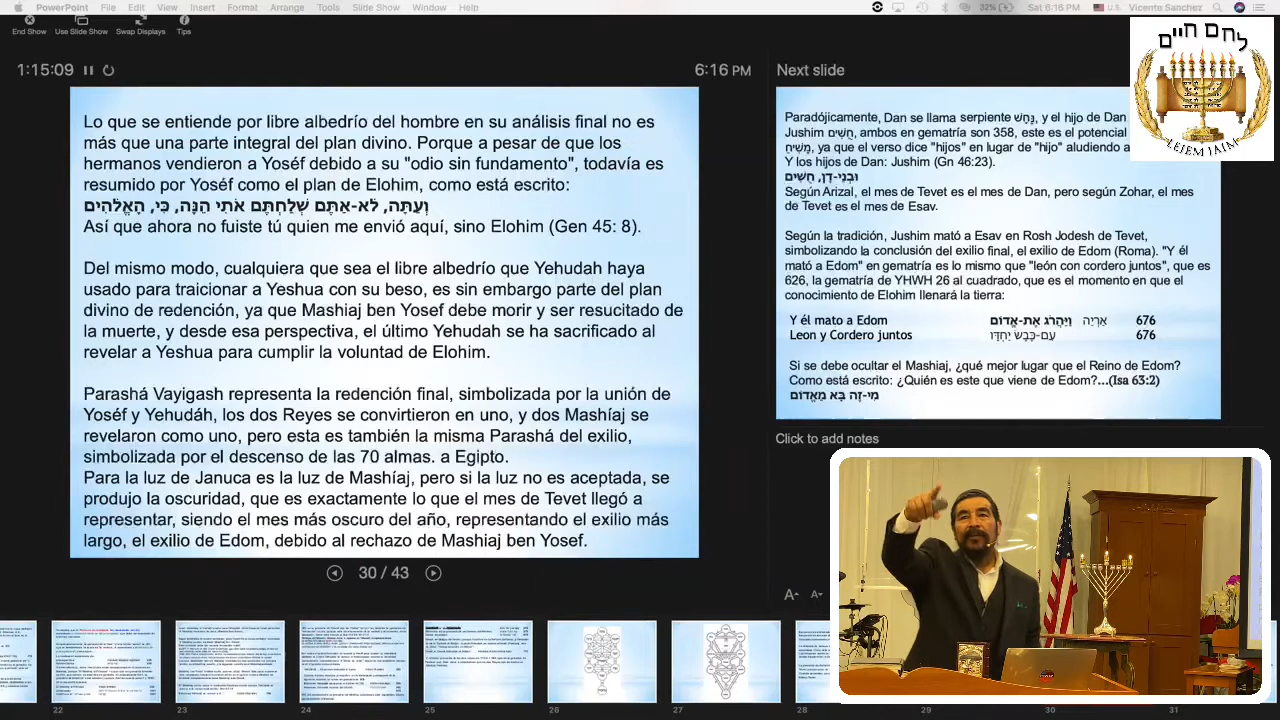 PowerPoint File Edit View Insert Format Arrange Tools Slide Show Window Help
32% U.S. Sat 6:16 PM Vicente Sanchez
End Show Use Slide Show Swap Displays Tips
1:15:09
6:16 PM
Lo que se entiende por libre albedrío del hombre en su análisis final no es
más que una parte integral del plan divino. Porque a pesar de que los
hermanos vendieron a Yoséf debido a su "odio sin fundamento", todavía es
resumido por Yoséf como el plan de Elohim, como está escrito:
וְעַתָּה, לֹא-אַתֶּם שְׁלַחְתֶּם אֹתִי הֵנָּה, כִּי, הָאֱלֹהִים
Así que ahora no fuiste tú quien me envió aquí, sino Elohim (Gen 45: 8).
Del mismo modo, cualquiera que sea el libre albedrío que Yehudah haya
usado para traicionar a Yeshua con su beso, es sin embargo parte del plan
divino de redención, ya que Mashiaj ben Yosef debe morir y ser resucitado de
la muerte, y desde esa perspectiva, el último Yehudah se ha sacrificado al
revelar a Yeshua para cumplir la voluntad de Elohim.
Parashá Vayigash representa la redención final, simbolizada por la unión de
Yoséf y Yehudáh, los dos Reyes se convirtieron en uno, y dos Mashíaj se
revelaron como uno, pero esta es también la misma Parashá del exilio,
simbolizada por el descenso de las 70 almas. a Egipto.
Para la luz de Januca es la luz de Mashíaj, pero si la luz no es aceptada, se
produjo la oscuridad, que es exactamente lo que el mes de Tevet llegó a
representar, siendo el mes más oscuro del año, representando el exilio más
largo, el exilio de Edom, debido al rechazo de Mashiaj ben Yosef.
30 / 43
Next slide
Paradójicamente, Dan se llama serpiente נָּחָשׁ, y el hijo de Dan
Jushim חֻשִׁים, ambos en gematría son 358, este es el potencial
מָשִׁיחַ, ya que el verso dice "hijos" en lugar de "hijo" aludiendo a
Y los hijos de Dan: Jushim (Gn 46:23).
וּבְנֵי-דָן, חֻשִׁים
Según Arizal, el mes de Tevet es el mes de Dan, pero según Zohar, el mes
de Tevet es el mes de Esav.
Según la tradición, Jushim mató a Esav en Rosh Jodesh de Tevet,
simbolizando la conclusión del exilio final, el exilio de Edom (Roma). "Y él
mató a Edom" en gematría es lo mismo que "león con cordero juntos", que es
626, la gematría de YHWH 26 al cuadrado, que es el momento en que el
conocimiento de Elohim llenará la tierra:
Y él mato a Edom וַיַּהֲרֹג אֶת-אֱדוֹם אַרְיֵה 676
Leon y Cordero juntos עִם-כֶּבֶשׂ יַחְדָּו 676
Si se debe ocultar el Mashiaj, ¿qué mejor lugar que el Reino de Edom?
Como está escrito: ¿Quién es este que viene de Edom?...(Isa 63:2)
מִי-זֶה בָּא מֵאֱדוֹם
Click to add notes
לחם חיים
LEJEM JAIM
22 23 24 25 26 27 28 29 30 31